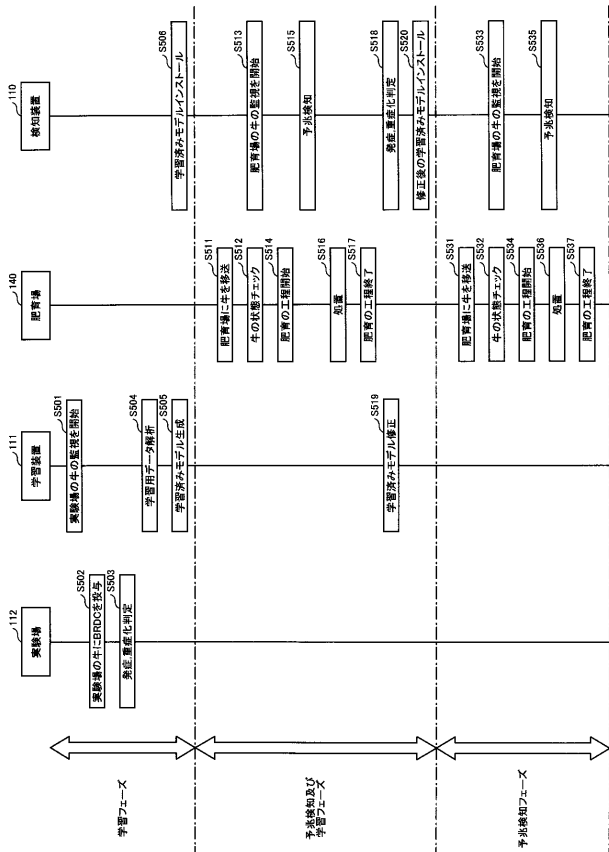 112
実験場
111
学習装置
140
肥育場
110
検知装置
学習フェーズ
S501
実験場の牛の監視を開始
S502
実験場の牛にBRDCを投与
S503
発症,重症化判定
S504
学習用データ解析
S505
学習済みモデル生成
S506
学習済みモデルインストール
予兆検知及び
学習フェーズ
S511
肥育場に牛を移送
S512
牛の状態チェック
S513
肥育場の牛の監視を開始
S514
肥育の工程開始
S515
予兆検知
S516
処置
S517
肥育の工程終了
S518
発症,重症化判定
S519
学習済みモデル修正
S520
修正後の学習済みモデルインストール
予兆検知フェーズ
S531
肥育場に牛を移送
S532
牛の状態チェック
S533
肥育場の牛の監視を開始
S534
肥育の工程開始
S535
予兆検知
S536
処置
S537
肥育の工程終了